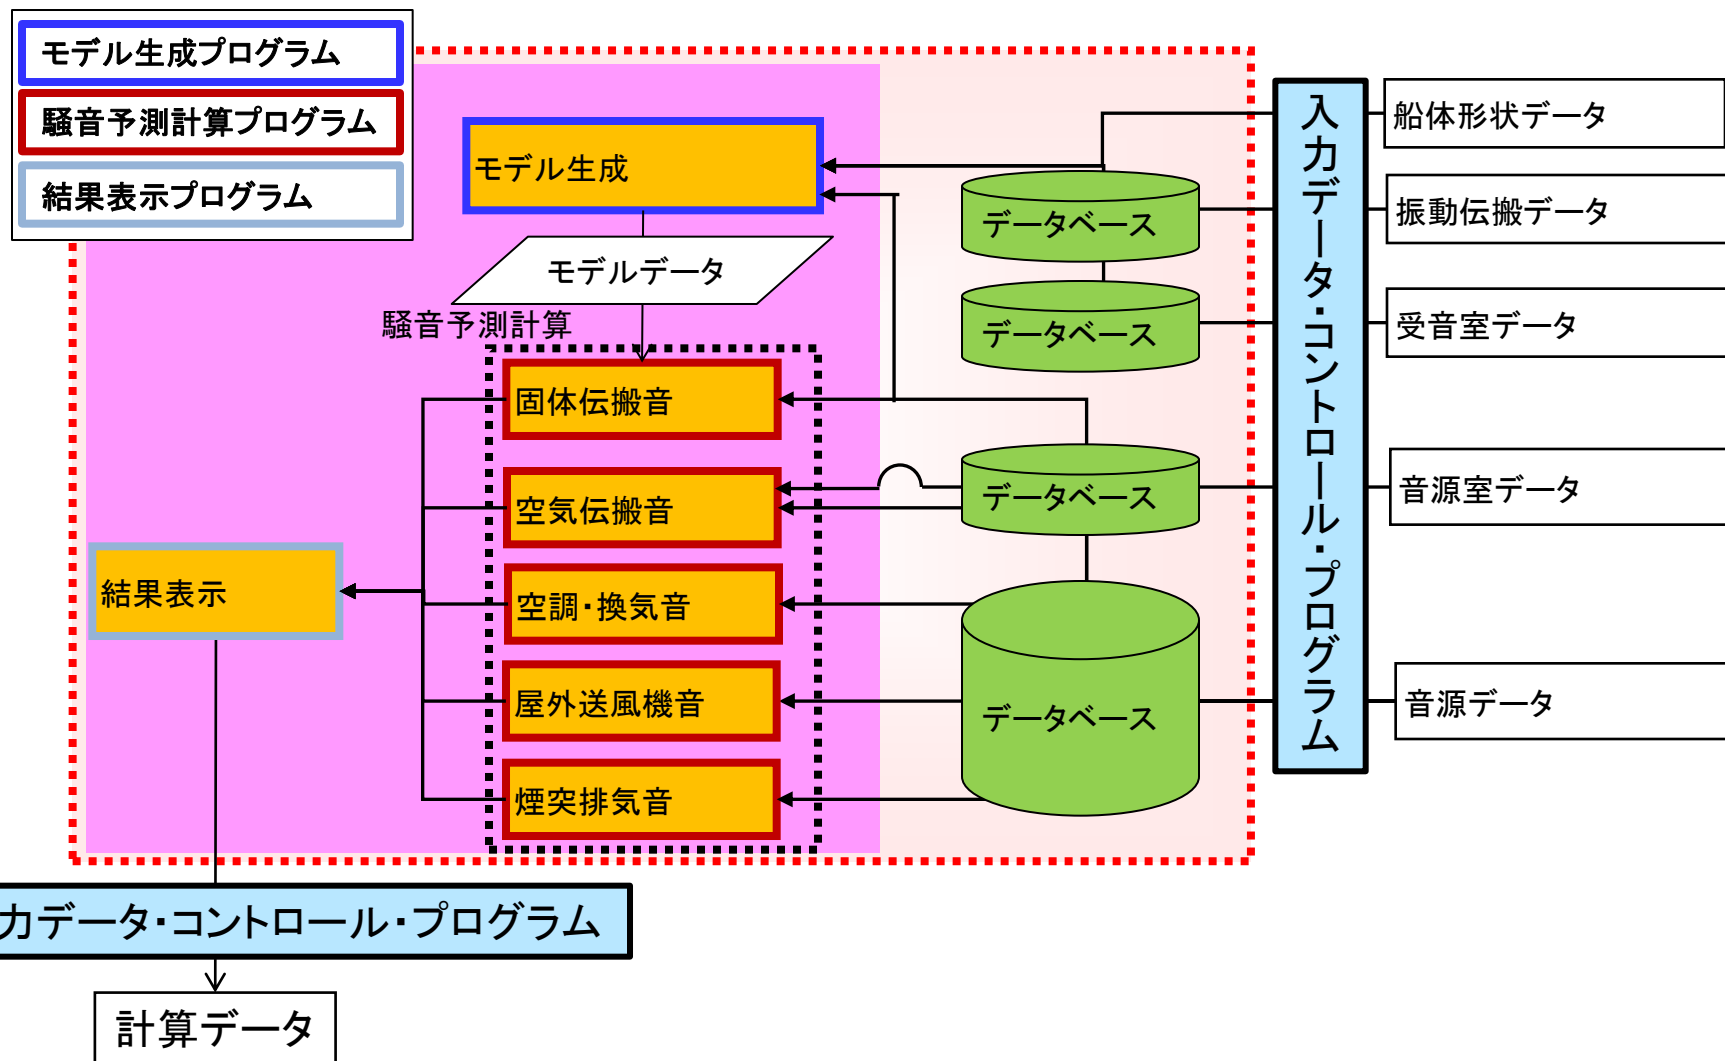 モデル生成プログラム
騒音予測計算プログラム
結果表示プログラム
モデル生成
モデルデータ
騒音予測計算
固体伝搬音
空気伝搬音
空調・換気音
屋外送風機音
煙突排気音
結果表示
データベース
データベース
データベース
データベース
入力データ・コントロール・プログラム
船体形状データ
振動伝搬データ
受音室データ
音源室データ
音源データ
力データ・コントロール・プログラム
計算データ